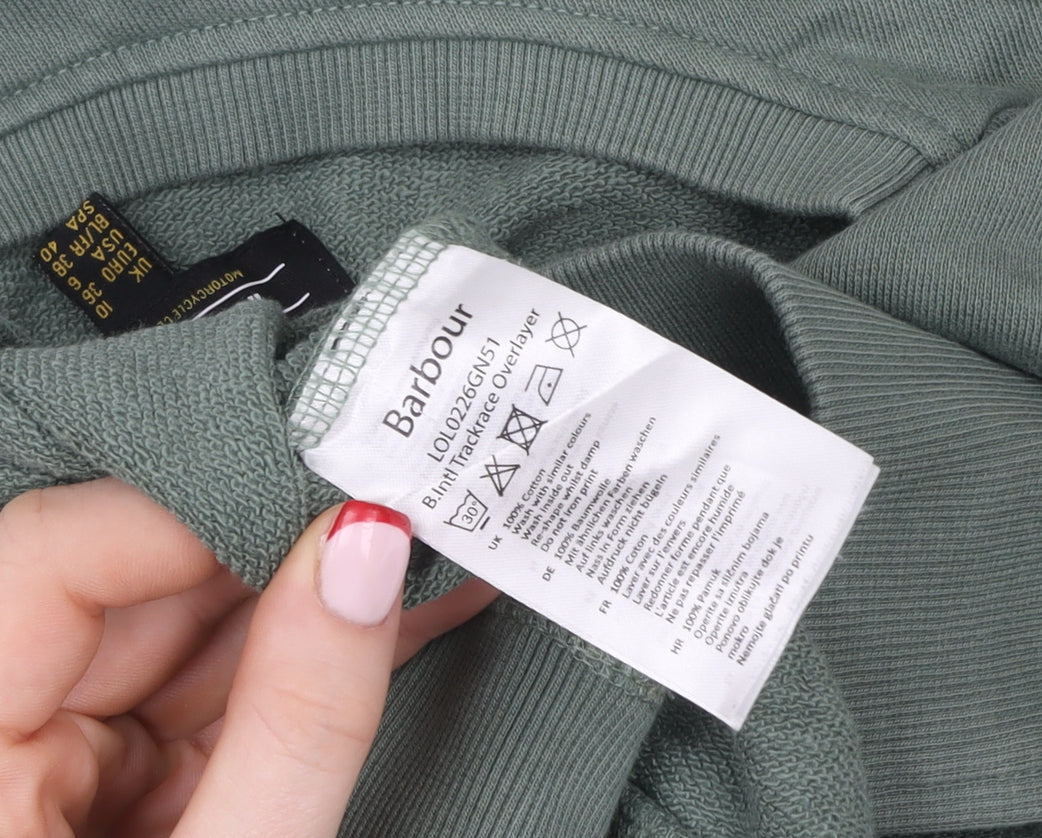 Barbour
LOL0226GN51
B.Intl Trackrace Overlayer
30°
UK 100% Cotton
Wash with similar colours
Wash inside out
Re-shape whilst damp
Do not iron print
DE 100% Baumwolle
Mit ähnlichen Farben waschen
Auf links waschen
Nass in Form ziehen
Aufdruck nicht bügeln
FR 100% Coton
Laver avec des couleurs similaires
Laver sur l'envers
Redonner forme pendant que
L'article est encore humide
Ne pas repasser l'imprimé
HR 100% Pamuk
Operite sa sličnim bojama
Operite iznutra
Ponovo oblikujte dok je
mokro
Nemojte glačati po printu
UK 10
EURO 36
USA 6
BL/FR 38
SPA 40
MOTORCYCLE